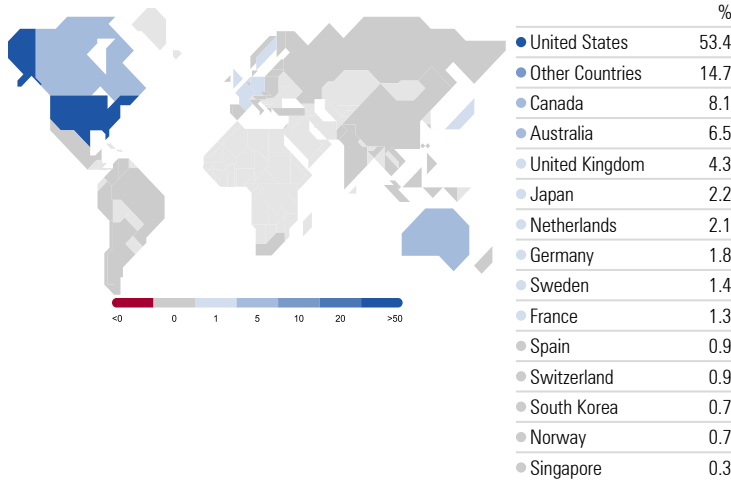 %
United States 53.4
Other Countries 14.7
Canada 8.1
Australia 6.5
United Kingdom 4.3
Japan 2.2
Netherlands 2.1
Germany 1.8
Sweden 1.4
France 1.3
Spain 0.9
Switzerland 0.9
South Korea 0.7
Norway 0.7
Singapore 0.3
<0 0 1 5 10 20 >50